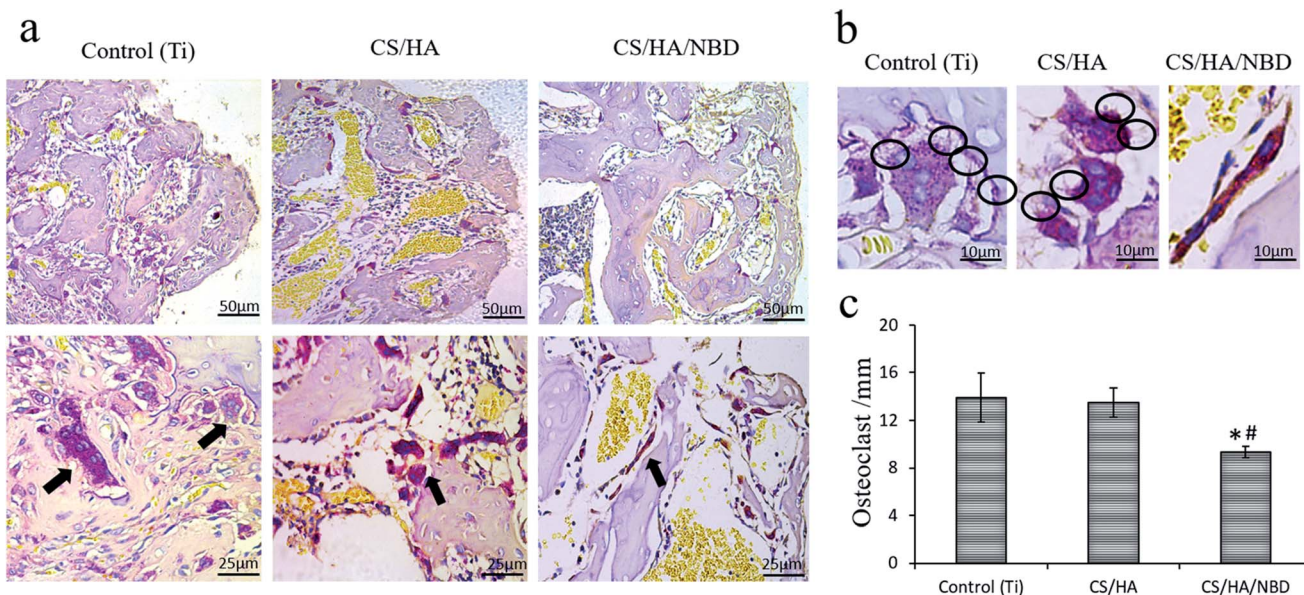 a
Control (Ti)
CS/HA
CS/HA/NBD
50µm
50µm
50µm
25µm
25µm
25µm
b
Control (Ti)
CS/HA
CS/HA/NBD
10µm
10µm
10µm
c
20
16
12
8
4
0
Osteoclast /mm
*#
Control (Ti)
CS/HA
CS/HA/NBD